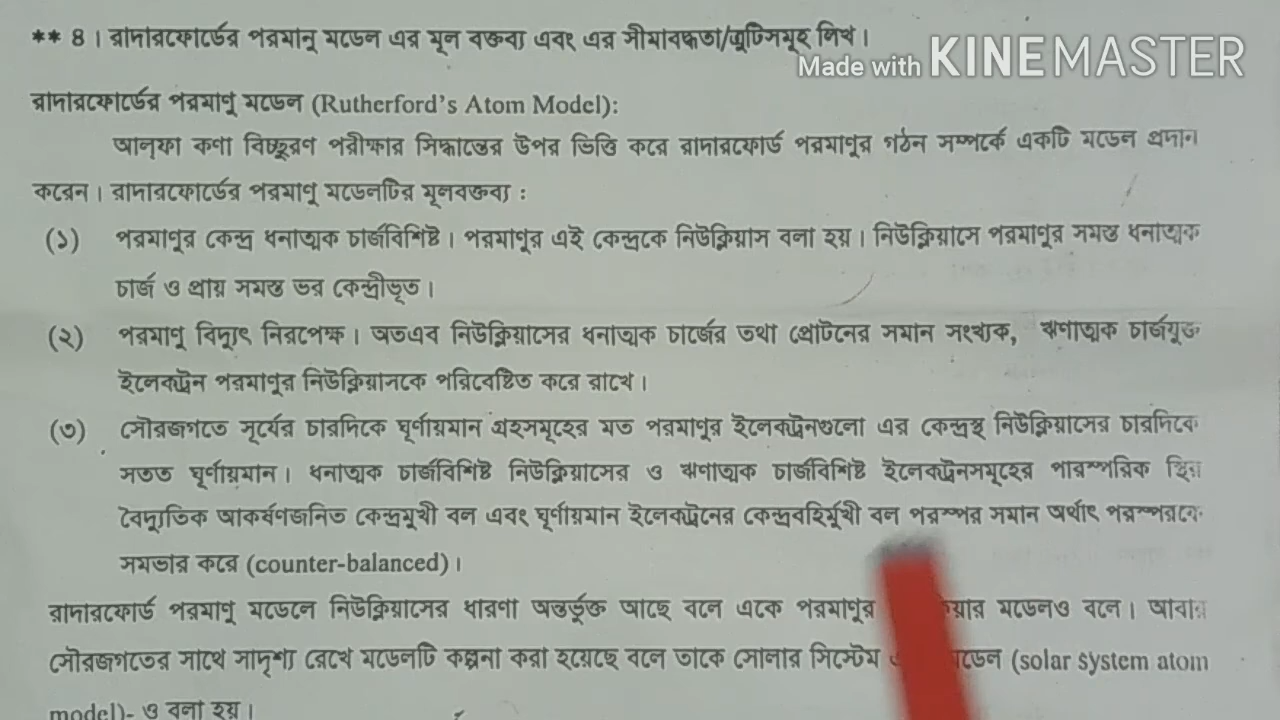 ** ৪। রাদারফোর্ডের পরমানু মডেল এর মূল বক্তব্য এবং এর সীমাবদ্ধতা/ত্রুটিসমূহ লিখ।
Made with KINEMASTER
রাদারফোর্ডের পরমাণু মডেল (Rutherford's Atom Model):
আল্ফা কণা বিচ্ছুরণ পরীক্ষার সিদ্ধান্তের উপর ভিত্তি করে রাদারফোর্ড পরমাণুর গঠন সম্পর্কে একটি মডেল প্রদান
করেন। রাদারফোর্ডের পরমাণু মডেলটির মূলবক্তব্য :
(১) পরমাণুর কেন্দ্র ধনাত্মক চার্জবিশিষ্ট। পরমাণুর এই কেন্দ্রকে নিউক্লিয়াস বলা হয়। নিউক্লিয়াসে পরমাণুর সমস্ত ধনাত্মক
চার্জ ও প্রায় সমস্ত ভর কেন্দ্রীভূত।
(২) পরমাণু বিদ্যুৎ নিরপেক্ষ। অতএব নিউক্লিয়াসের ধনাত্মক চার্জের তথা প্রোটনের সমান সংখ্যক, ঋণাত্মক চার্জযুক্ত
ইলেকট্রন পরমাণুর নিউক্লিয়াসকে পরিবেষ্টিত করে রাখে।
(৩) সৌরজগতে সূর্যের চারদিকে ঘূর্ণায়মান গ্রহসমূহের মত পরমাণুর ইলেকট্রনগুলো এর কেন্দ্রস্থ নিউক্লিয়াসের চারদিকে
সতত ঘূর্ণায়মান। ধনাত্মক চার্জবিশিষ্ট নিউক্লিয়াসের ও ঋণাত্মক চার্জবিশিষ্ট ইলেকট্রনসমূহের পারস্পরিক স্থির
বৈদ্যুতিক আকর্ষণজনিত কেন্দ্রমুখী বল এবং ঘূর্ণায়মান ইলেকট্রনের কেন্দ্রবহির্মুখী বল পরস্পর সমান অর্থাৎ পরস্পরকে
সমভার করে (counter-balanced)।
রাদারফোর্ড পরমাণু মডেলে নিউক্লিয়াসের ধারণা অন্তর্ভুক্ত আছে বলে একে পরমাণুর মডেলও বলে। আবার
সৌরজগতের সাথে সাদৃশ্য রেখে মডেলটি কল্পনা করা হয়েছে বলে তাকে সোলার সিস্টেম মডেল (solar system atom
model)- ও বলা হয়।